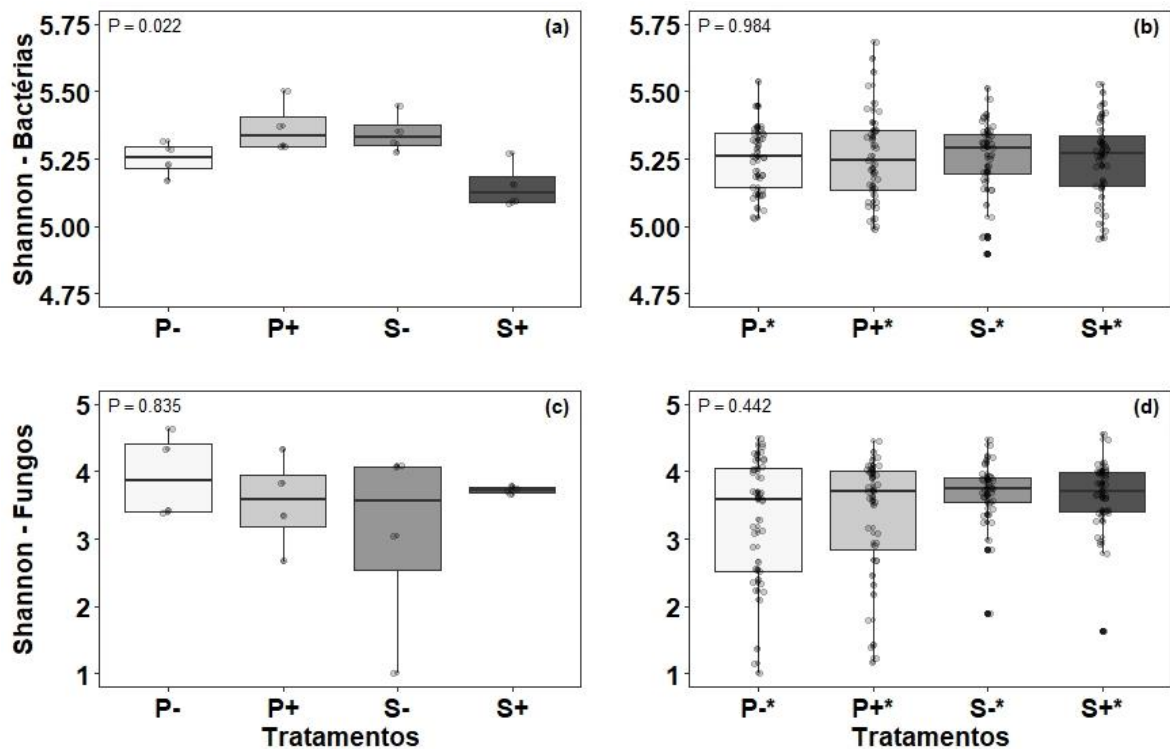 Shannon - Bactérias
P = 0.022
(a)
5.75
5.50
5.25
5.00
4.75
P- P+ S- S+
P = 0.984
(b)
5.75
5.50
5.25
5.00
4.75
P-* P+* S-* S+*
Shannon - Fungos
P = 0.835
(c)
5
4
3
2
1
P- P+ S- S+
Tratamentos
P = 0.442
(d)
5
4
3
2
1
P-* P+* S-* S+*
Tratamentos